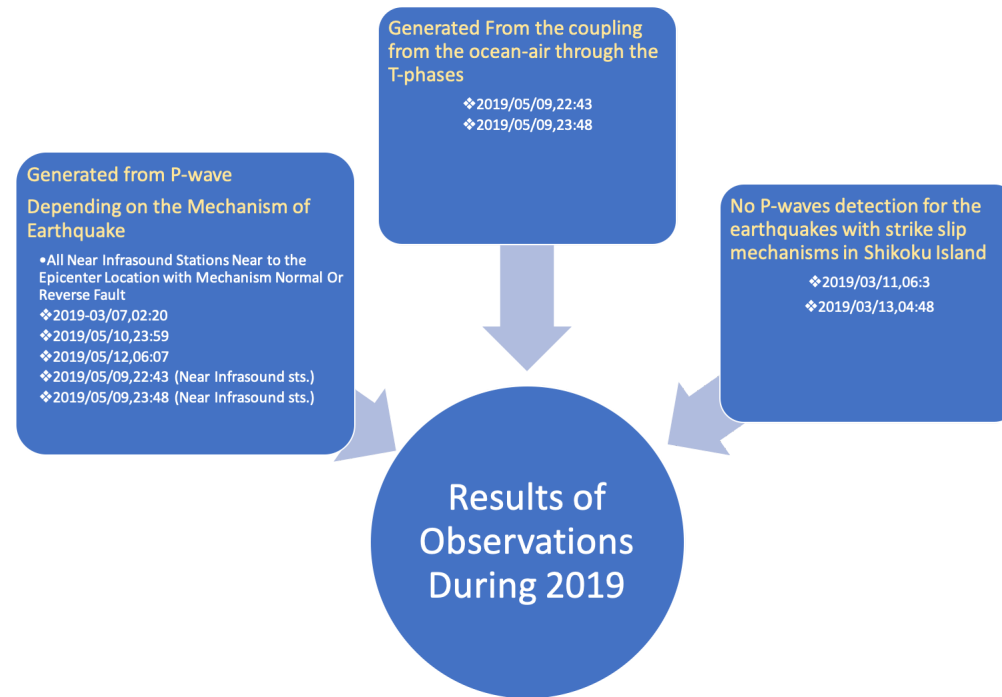 Generated from P-wave
Depending on the Mechanism of
Earthquake
•All Near Infrasound Stations Near to the
Epicenter Location with Mechanism Normal Or
Reverse Fault
❖2019-03/07,02:20
❖2019/05/10,23:59
❖2019/05/12,06:07
❖2019/05/09,22:43 (Near Infrasound sts.)
❖2019/05/09,23:48 (Near Infrasound sts.)
Generated From the coupling
from the ocean-air through the
T-phases
❖2019/05/09,22:43
❖2019/05/09,23:48
No P-waves detection for the
earthquakes with strike slip
mechanisms in Shikoku Island
❖2019/03/11,06:3
❖2019/03/13,04:48
Results of
Observations
During 2019